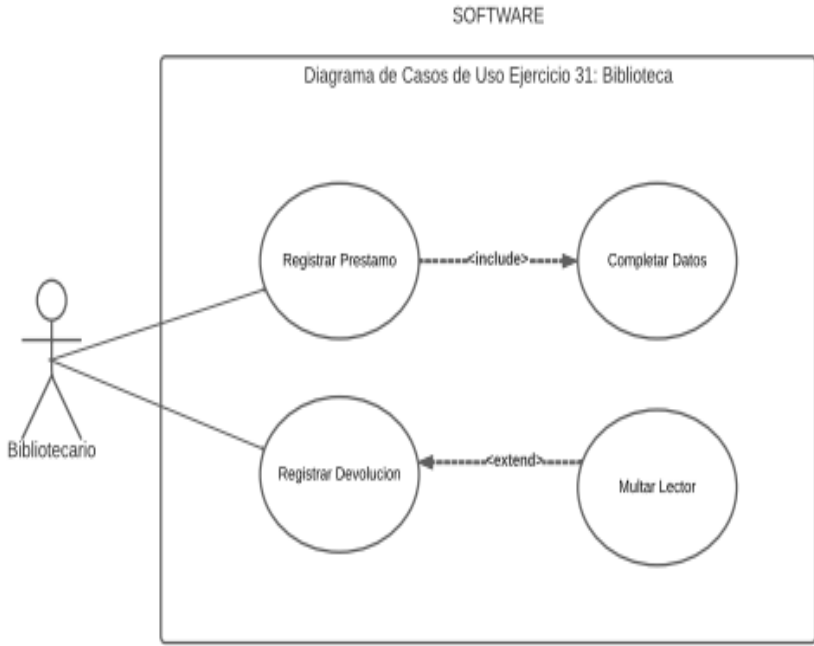 SOFTWARE
Diagrama de Casos de Uso Ejercicio 31: Biblioteca
Registrar Prestamo
<include>
Completar Datos
Bibliotecario
Registrar Devolucion
<extend>
Multar Lector